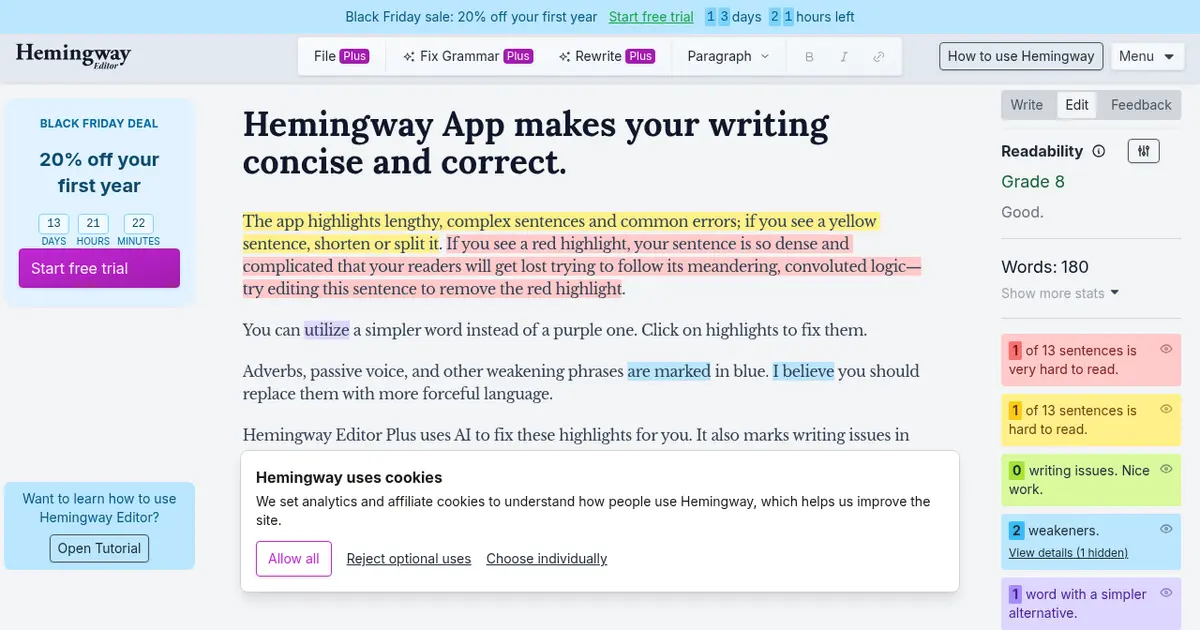 Black Friday sale: 20% off your first year Start free trial 1 3 days 2 1 hours left
Hemingway
Editor
File Plus Fix Grammar Plus Rewrite Plus Paragraph B I
How to use Hemingway Menu
BLACK FRIDAY DEAL
20% off your
first year
13 21 22
DAYS HOURS MINUTES
Start free trial
Want to learn how to use
Hemingway Editor?
Open Tutorial
Hemingway App makes your writing
concise and correct.
The app highlights lengthy, complex sentences and common errors; if you see a yellow
sentence, shorten or split it. If you see a red highlight, your sentence is so dense and
complicated that your readers will get lost trying to follow its meandering, convoluted logic—
try editing this sentence to remove the red highlight.
You can utilize a simpler word instead of a purple one. Click on highlights to fix them.
Adverbs, passive voice, and other weakening phrases are marked in blue. I believe you should
replace them with more forceful language.
Hemingway Editor Plus uses AI to fix these highlights for you. It also marks writing issues in
Hemingway uses cookies
We set analytics and affiliate cookies to understand how people use Hemingway, which helps us improve the
site.
Allow all Reject optional uses Choose individually
Write Edit Feedback
Readability
Grade 8
Good.
Words: 180
Show more stats
1 of 13 sentences is
very hard to read.
1 of 13 sentences is
hard to read.
0 writing issues. Nice
work.
2 weakeners.
View details (1 hidden)
1 word with a simpler
alternative.